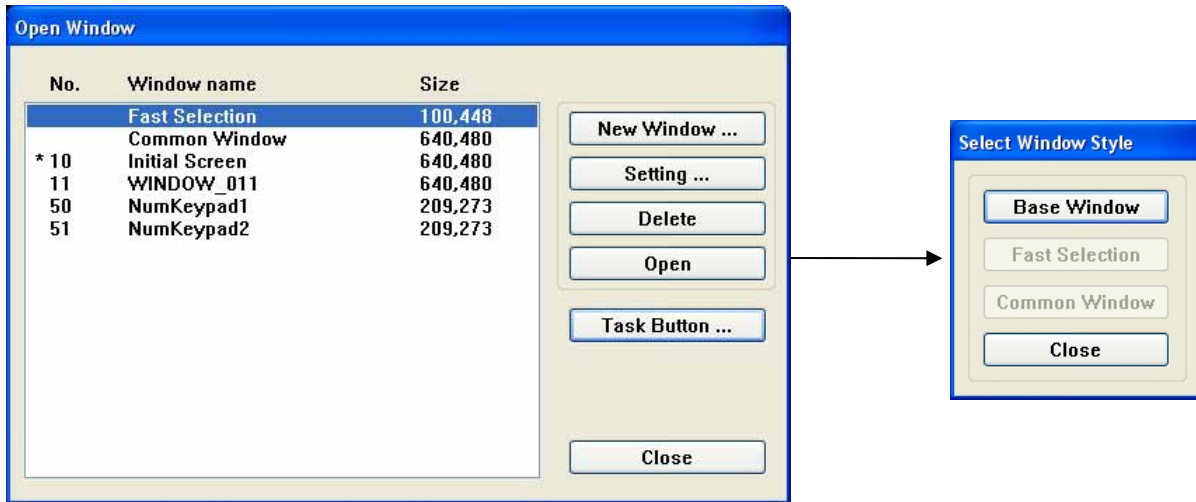 Open Window
No. Window name Size
Fast Selection 100,448
Common Window 640,480
* 10 Initial Screen 640,480
11 WINDOW_011 640,480
50 NumKeypad1 209,273
51 NumKeypad2 209,273
New Window ...
Setting ...
Delete
Open
Task Button ...
Close
Select Window Style
Base Window
Fast Selection
Common Window
Close